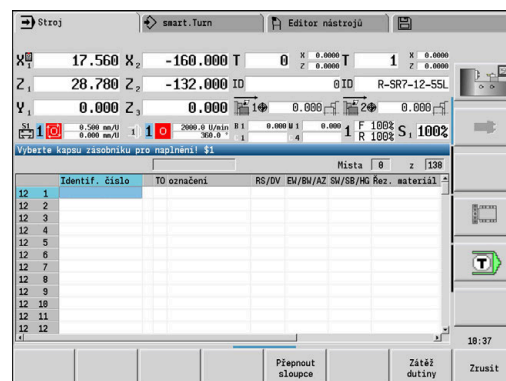 Stroj smart.Turn Editor nástrojů
X 1 17.560 X2 -160.000 T 0 X 0.0000 Z 0.0000 T 1 X 0.0000 Z 0.0000
Z1 28.780 Z2 -132.000 ID 0 ID R-SR7-12-55L
Y1 0.000 Z3 0.000 1 0.000 2 0.000
S1 1 0.500 mm/U 0.000 mm/U 1 1 0 2000.0 U/min 360.0 ° 0.000 0.000 1 F 100% R 100% S1 100%
Vyberte kapsu zásobníku pro naplnění! $1
Místa 0 z 138
Identif. číslo TO označení RS/DV EW/BW/AZ SW/SB/HG Řez. materiál
12 1
12 2
12 3
12 4
12 5
12 6
12 7
12 8
12 9
12 10
12 11
12 12
T
10:37
Přepnout sloupce
Zátěž dutiny
Zrusit